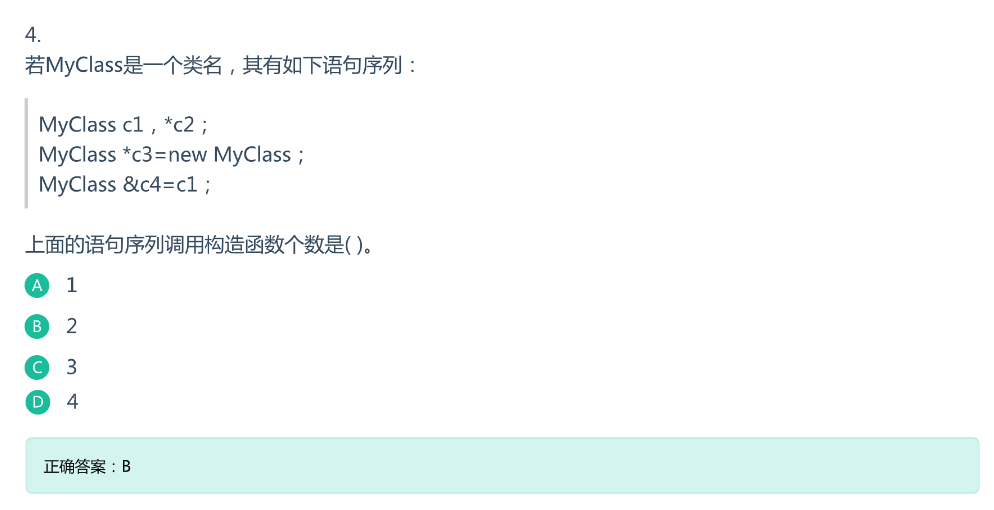 4.
若MyClass是一个类名，其有如下语句序列：
MyClass c1，*c2；
MyClass *c3=new MyClass；
MyClass &c4=c1；
上面的语句序列调用构造函数个数是( )。
A 1
B 2
C 3
D 4
正确答案：B